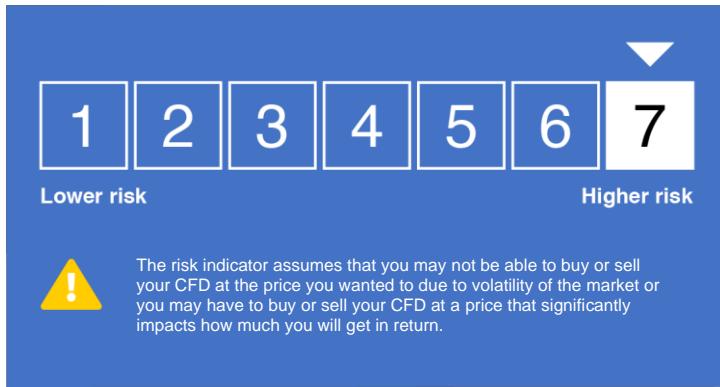 1 2 3 4 5 6 7
Lower risk Higher risk
The risk indicator assumes that you may not be able to buy or sell
your CFD at the price you wanted to due to volatility of the market or
you may have to buy or sell your CFD at a price that significantly
impacts how much you will get in return.